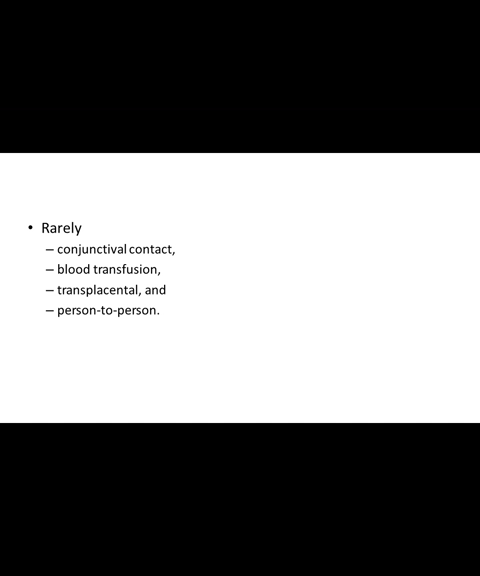 • Rarely
– conjunctival contact,
– blood transfusion,
– transplacental, and
– person-to-person.